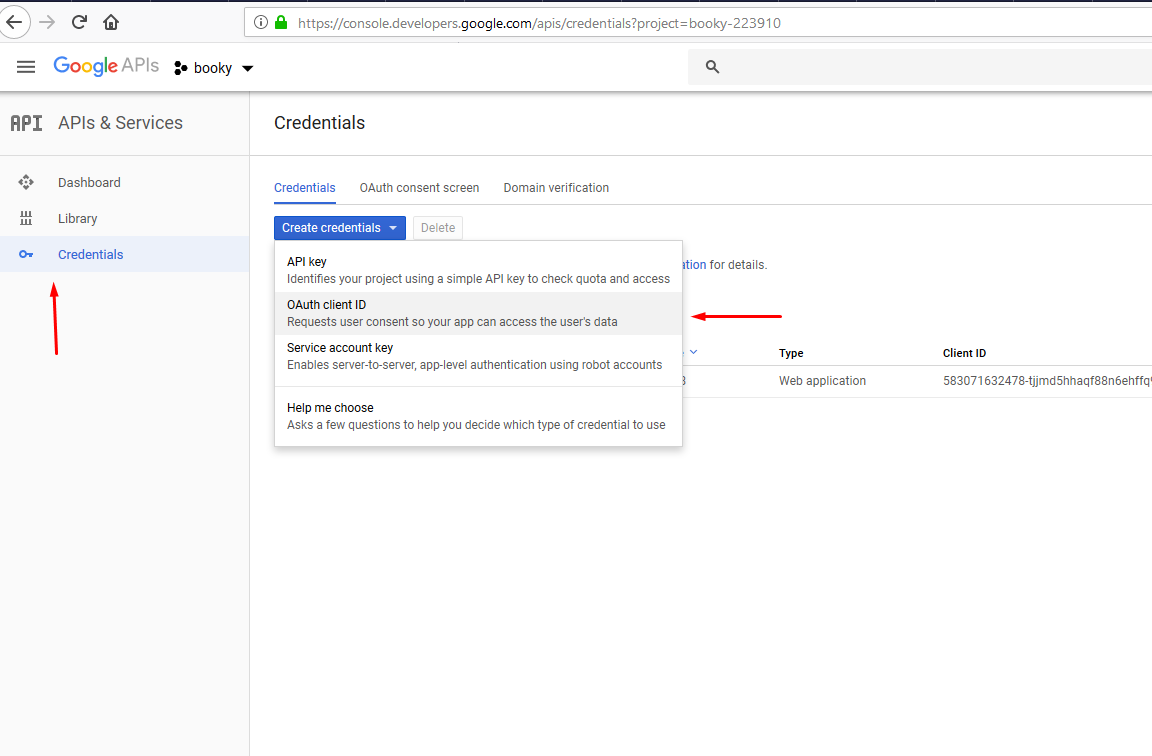 https://console.developers.google.com/apis/credentials?project=booky-223910
Google APIs booky
API APIs & Services
Credentials
Dashboard
Library
Credentials
Credentials OAuth consent screen Domain verification
Create credentials Delete
API key
Identifies your project using a simple API key to check quota and access
for details.
OAuth client ID
Requests user consent so your app can access the user's data
Service account key
Enables server-to-server, app-level authentication using robot accounts
Help me choose
Asks a few questions to help you decide which type of credential to use
Type Client ID
Web application 583071632478-tjjmd5hhaqf88n6ehffq